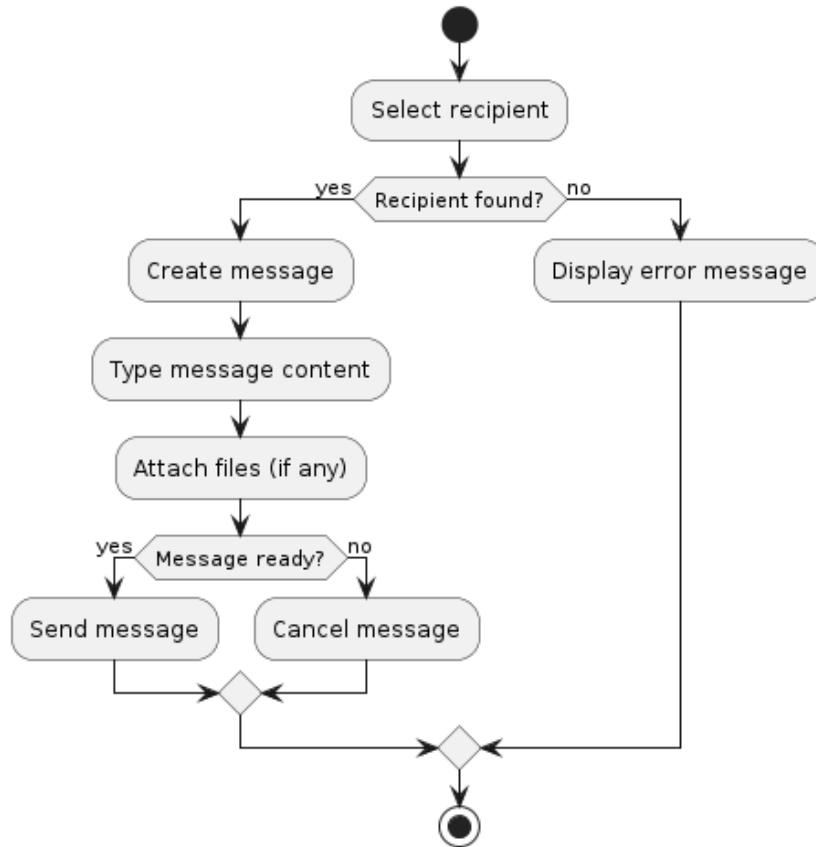 Select recipient
yes
Recipient found?
no
Create message
Display error message
Type message content
Attach files (if any)
yes
Message ready?
no
Send message
Cancel message